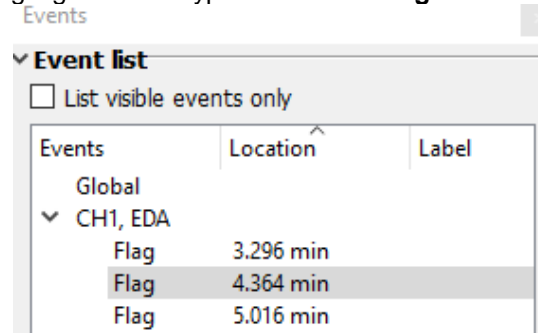 Events
Event list
List visible events only
Events Location Label
Global
CH1, EDA
Flag 3.296 min
Flag 4.364 min
Flag 5.016 min